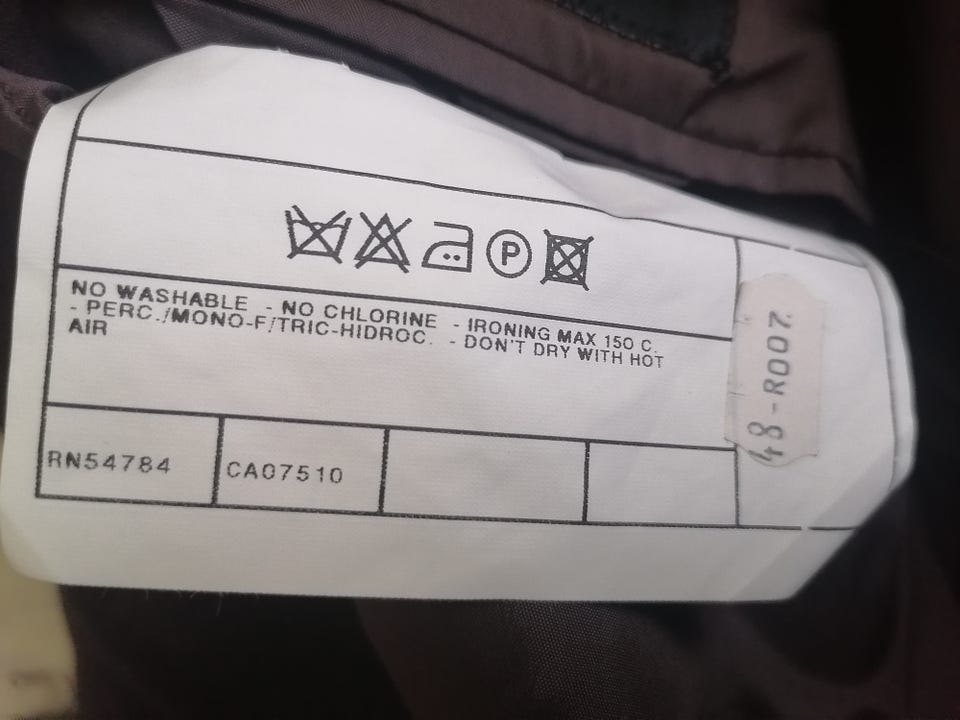 P
NO WASHABLE - NO CHLORINE - IRONING MAX 150 C.
- PERC./MONO-F/TRIC-HIDROC. - DON'T DRY WITH HOT
AIR
RN54784 CA07510
48-R007.